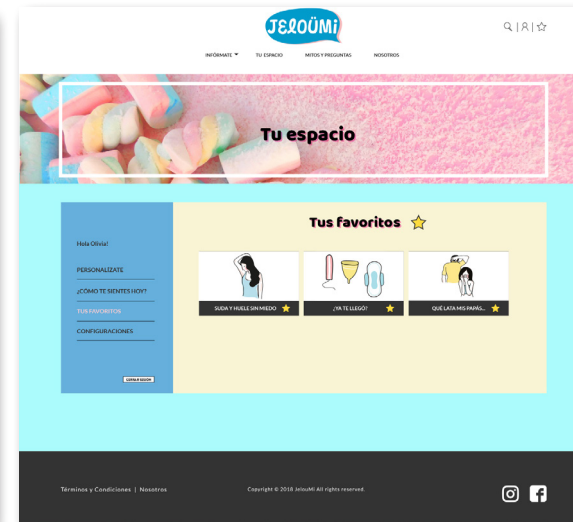 JELOÜMi
INFÓRMATE
TU ESPACIO
MITOS Y PREGUNTAS
NOSOTROS
Tu espacio
Hola Olivia!
PERSONALÍZATE
¿CÓMO TE SIENTES HOY?
TUS FAVORITOS
CONFIGURACIONES
CERRAR SESIÓN
Tus favoritos
SUDA Y HUELE SIN MIEDO
¿YA TE LLEGÓ?
QUÉ LATA MIS PAPÁS...
Términos y Condiciones | Nosotros
Copyright © 2018 JelouMi All rights reserved.